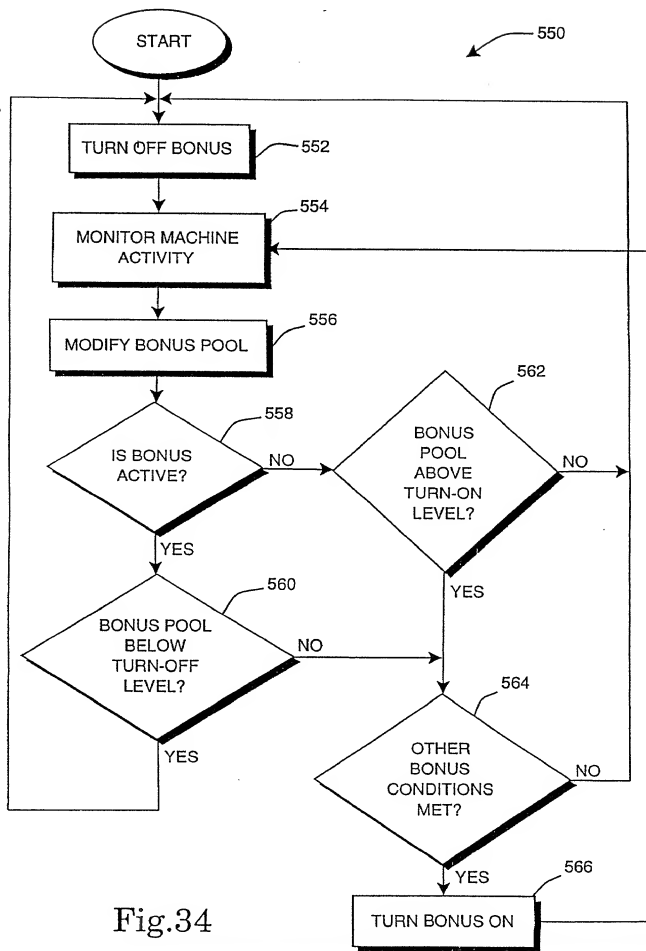 START
550
TURN OFF BONUS
552
554
MONITOR MACHINE
ACTIVITY
556
MODIFY BONUS POOL
558
IS BONUS
ACTIVE?
NO
YES
562
BONUS
POOL
ABOVE
TURN-ON
LEVEL?
NO
YES
560
BONUS POOL
BELOW
TURN-OFF
LEVEL?
NO
YES
564
OTHER
BONUS
CONDITIONS
MET?
NO
YES
566
TURN BONUS ON
Fig.34